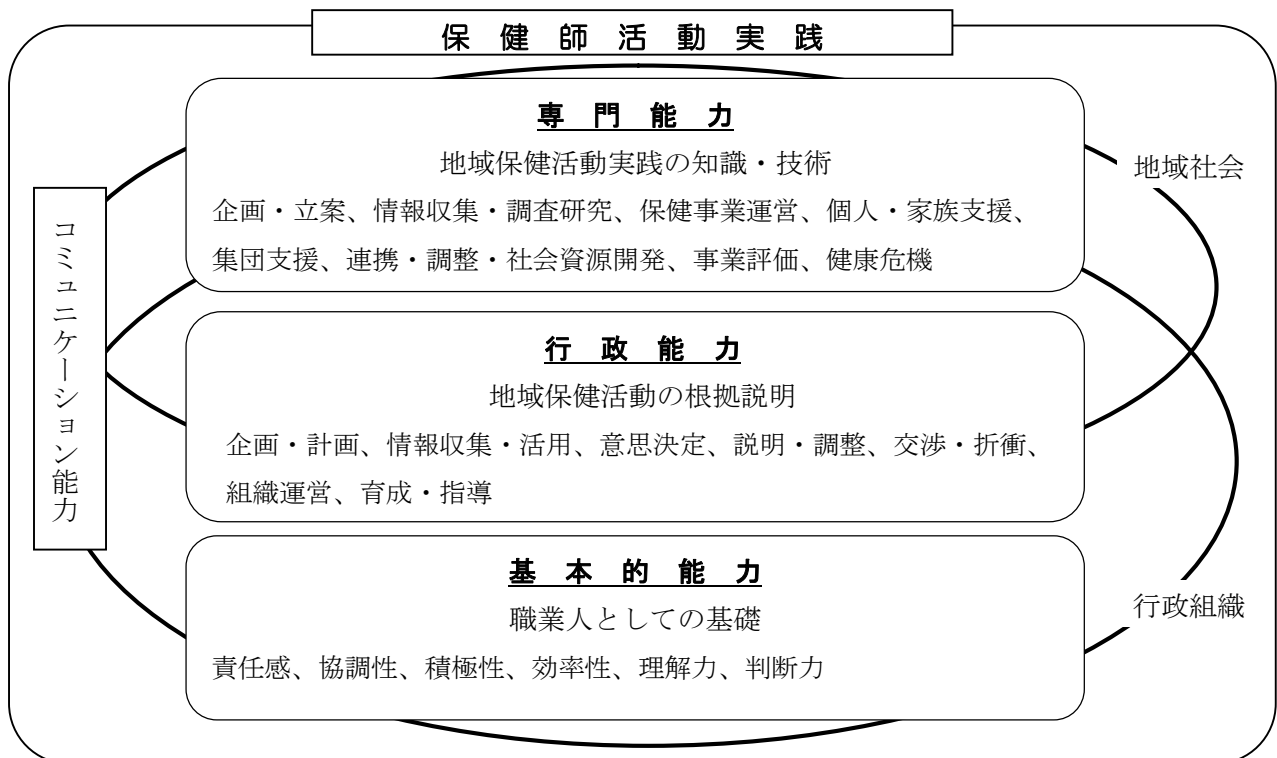 保健師活動実践
専門能力
地域保健活動実践の知識・技術
企画・立案、情報収集・調査研究、保健事業運営、個人・家族支援、
集団支援、連携・調整・社会資源開発、事業評価、健康危機
地域社会
コミュニケーション能力
行政能力
地域保健活動の根拠説明
企画・計画、情報収集・活用、意思決定、説明・調整、交渉・折衝、
組織運営、育成・指導
基本的能力
職業人としての基礎
責任感、協調性、積極性、効率性、理解力、判断力
行政組織